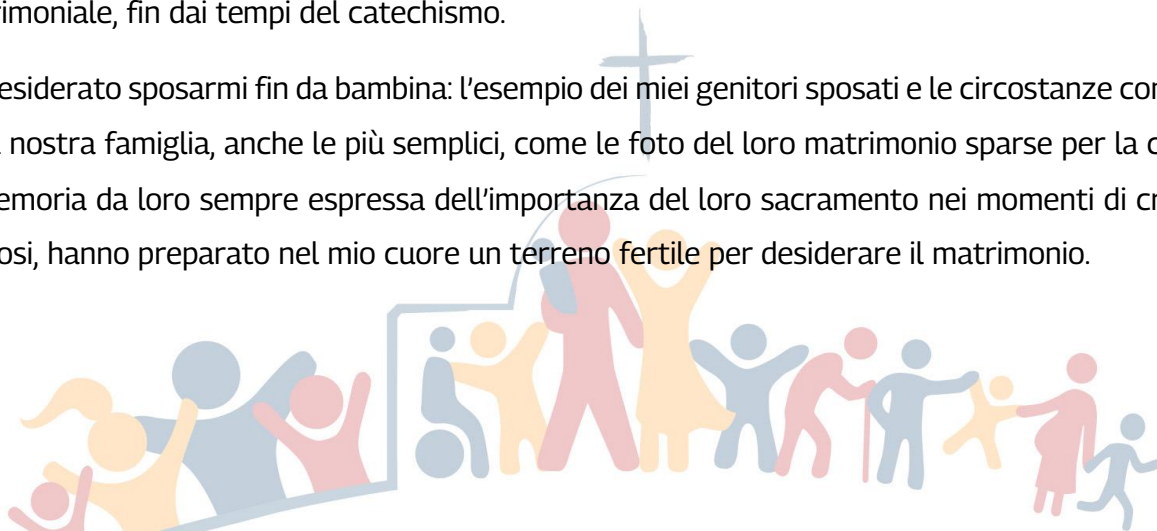 rimoniale, fin dai tempi del catechismo.
esiderato sposarmi fin da bambina: l'esempio dei miei genitori sposati e le circostanze con
nostra famiglia, anche le più semplici, come le foto del loro matrimonio sparse per la c
emoria da loro sempre espressa dell'importanza del loro sacramento nei momenti di cr
osi, hanno preparato nel mio cuore un terreno fertile per desiderare il matrimonio.